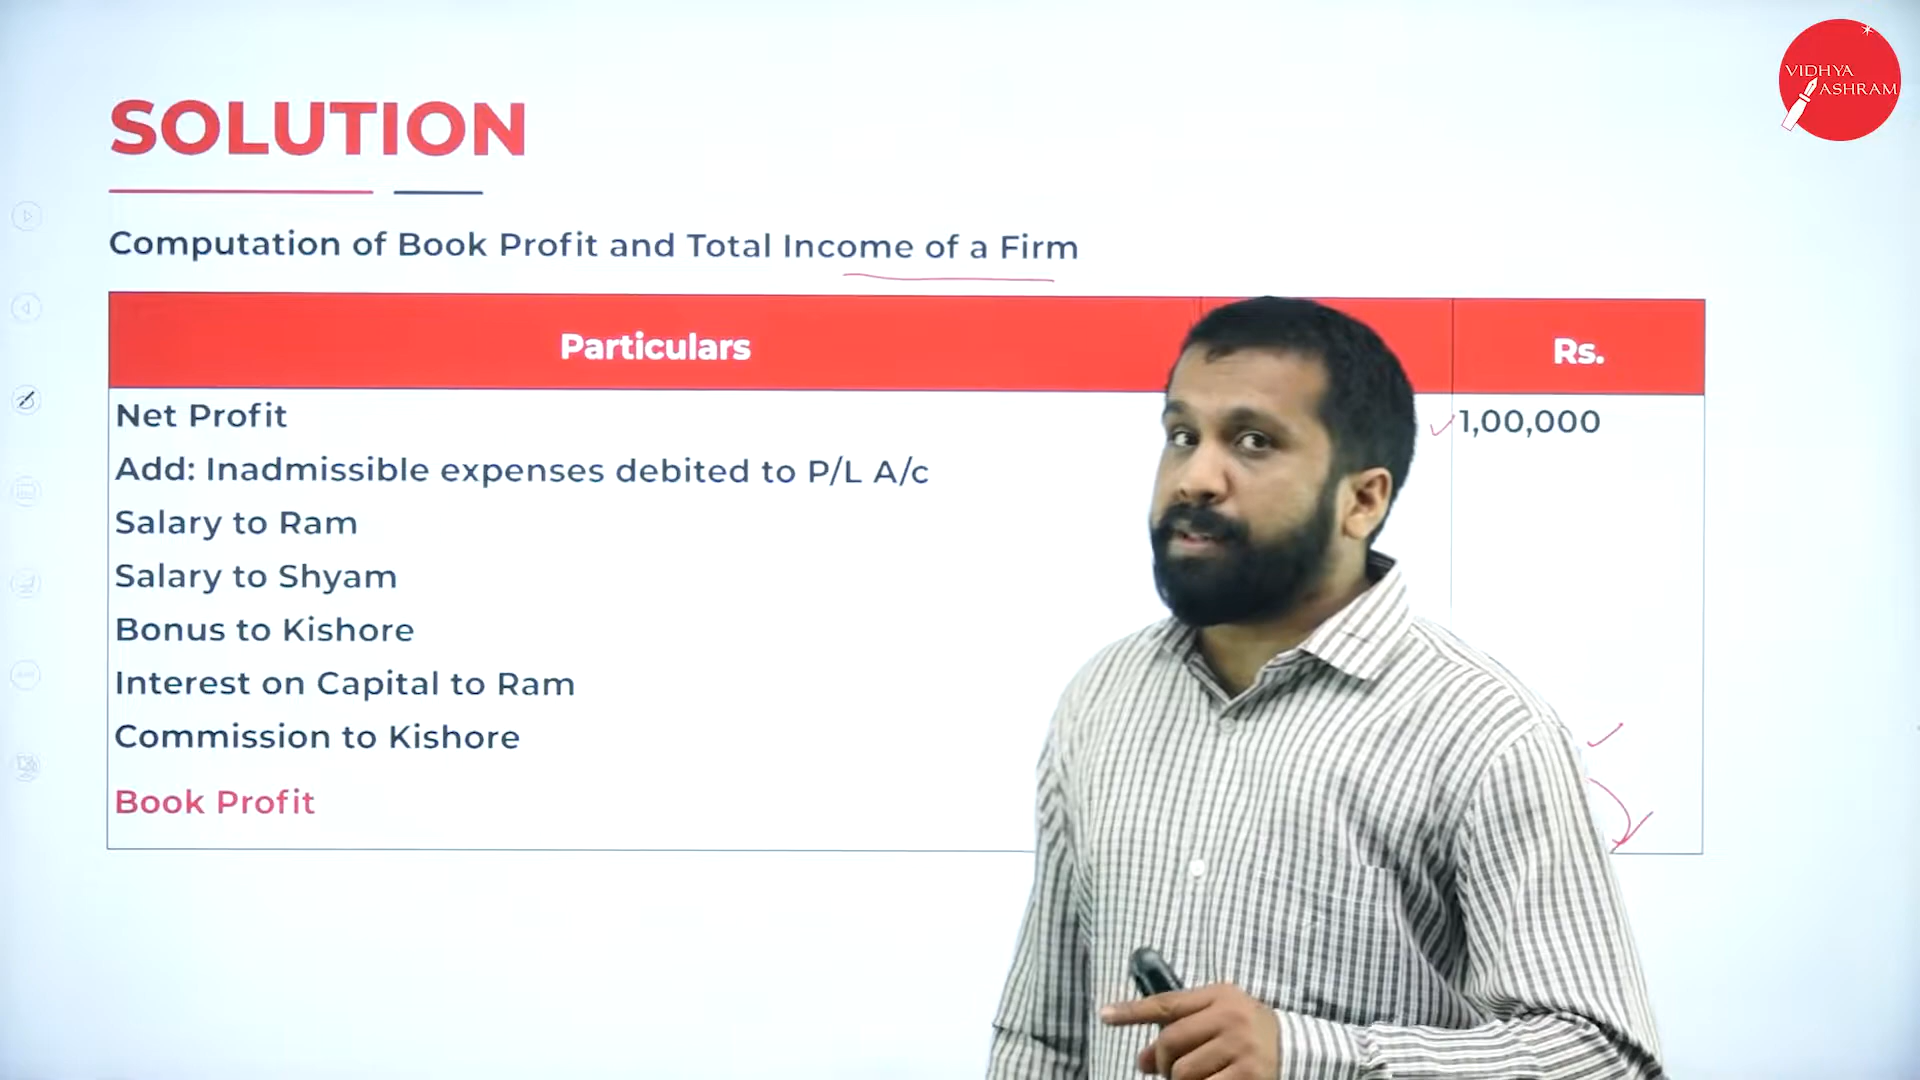 VIDHYA
ASHRAM
SOLUTION
Computation of Book Profit and Total Income of a Firm
Particulars Rs.
Net Profit 1,00,000
Add: Inadmissible expenses debited to P/L A/c
Salary to Ram
Salary to Shyam
Bonus to Kishore
Interest on Capital to Ram
Commission to Kishore
Book Profit